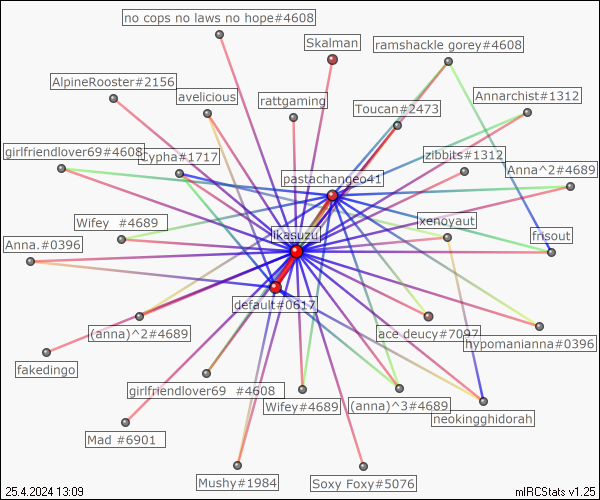 no cops no laws no hope#4608
Skalman
ramshackle gorey#4608
AlpineRooster#2156
avelicious
rattgaming
Toucan#2473
Annarchist#1312
girlfriendlover69#4608
Cypha#1717
zibbits#1312
pastachangeo41
Anna^2#4689
Wifey #4689
xenoyaut
Ikasuzu
frisout
Anna.#0396
default#0617
(anna)^2#4689
ace-deucy#7097
hypomanianna#0396
fakedingo
girlfriendlover69 #4608
Wifey#4689
(anna)^3#4689
neokingghidorah
Mad #6901
Mushy#1984
Soxy Foxy#5076
25.4.2024 13:09
mIRCStats v1.25